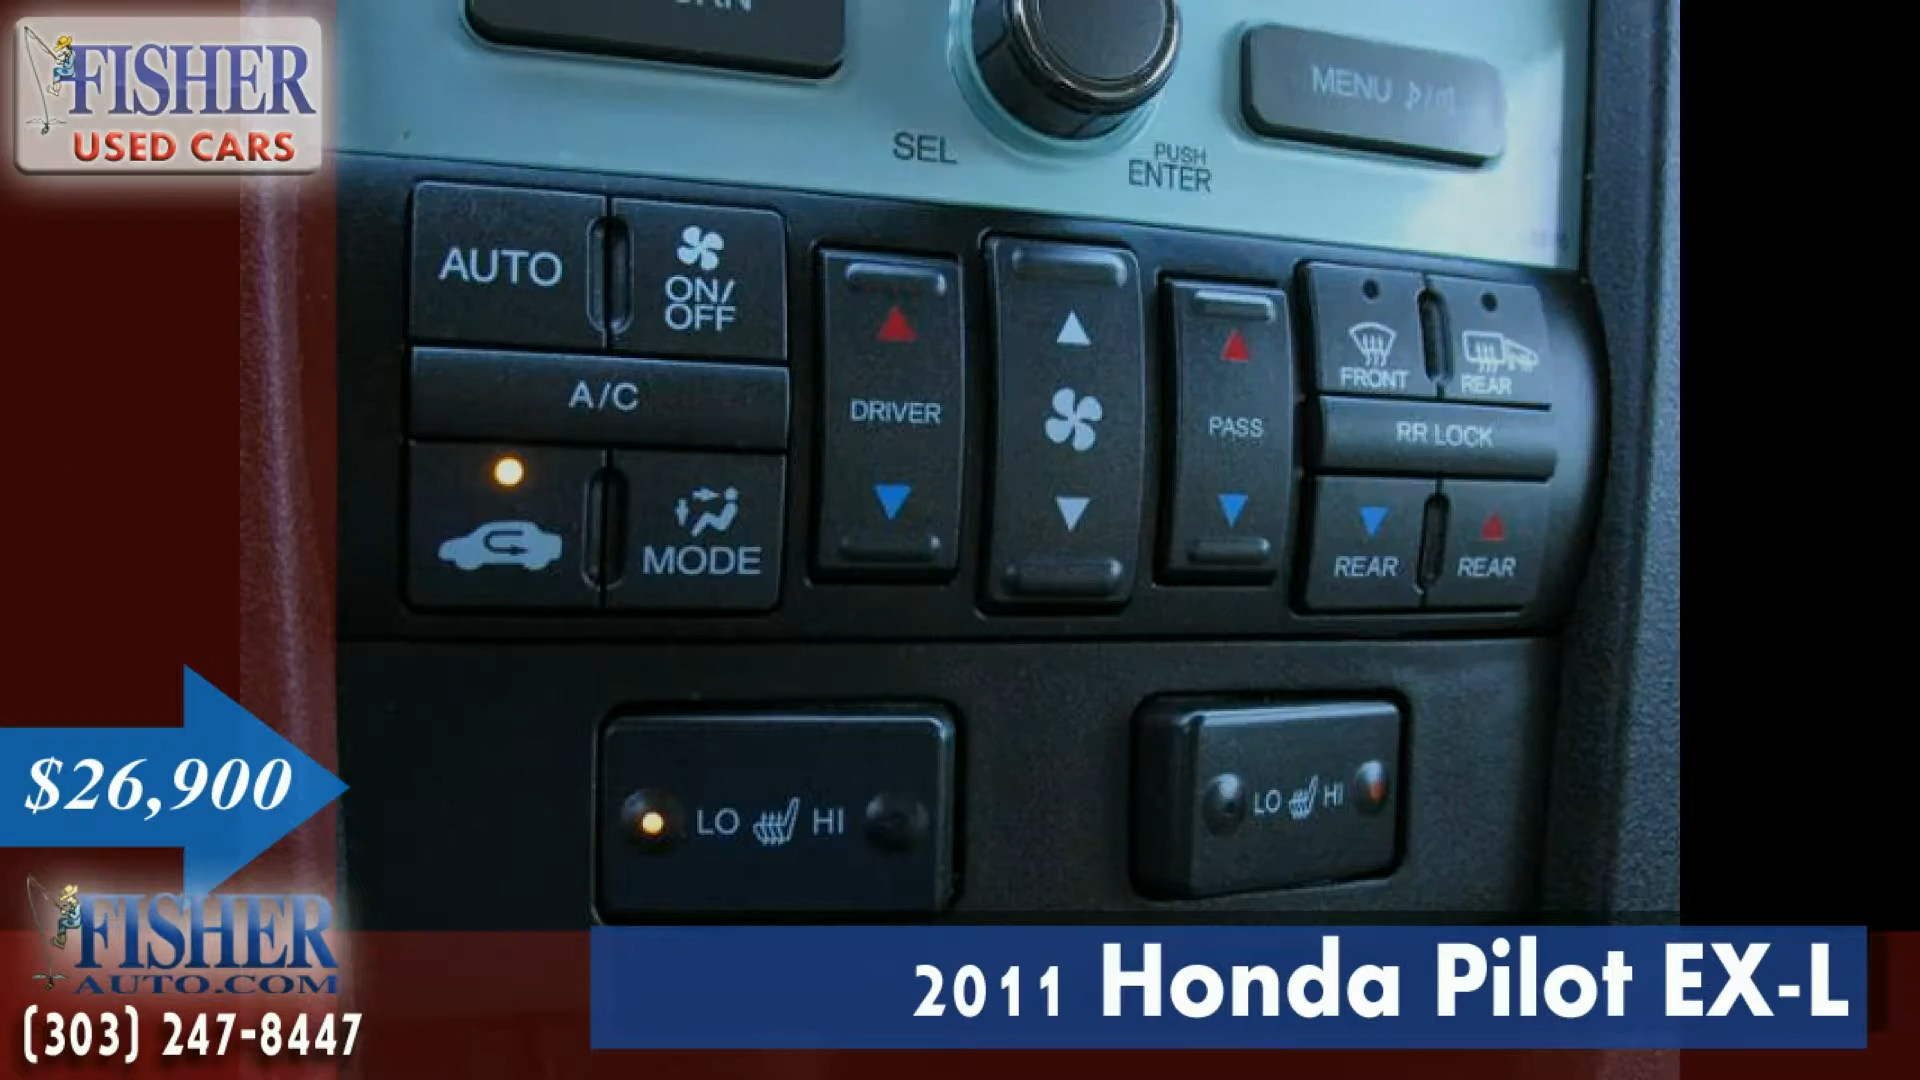 FISHER
USED CARS
SEL
PUSH
ENTER
MENU
AUTO
ON/
OFF
A/C
DRIVER
PASS
FRONT
REAR
RR LOCK
MODE
REAR
REAR
LO HI
LO HI
$26,900
FISHER
AUTO.COM
(303) 247-8447
2011 Honda Pilot EX-L